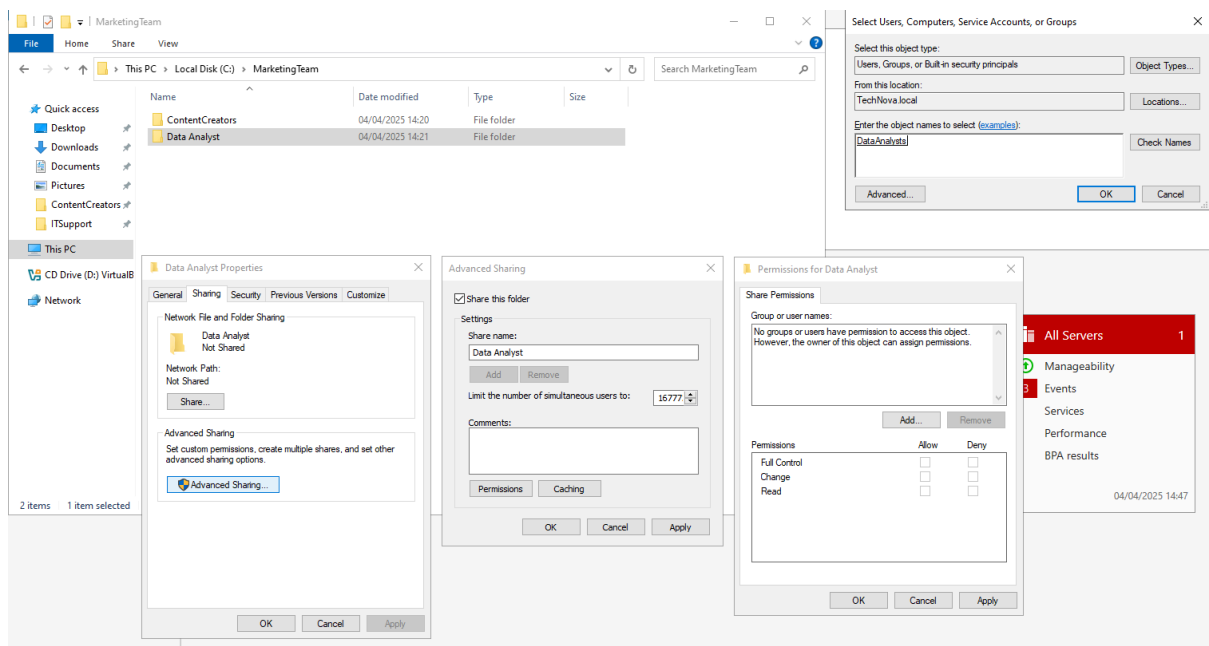 MarketingTeam
File Home Share View
This PC > Local Disk (C:) > MarketingTeam
Search MarketingTeam
Name Date modified Type Size
ContentCreators 04/04/2025 14:20 File folder
Data Analyst 04/04/2025 14:21 File folder
Quick access
Desktop
Downloads
Documents
Pictures
ContentCreators
ITSupport
This PC
CD Drive (D:) VirtualB
Network
2 items 1 item selected
Select Users, Computers, Service Accounts, or Groups
Select this object type:
Users, Groups, or Built-in security principals
Object Types...
From this location:
TechNova.local
Locations...
Enter the object names to select (examples):
DataAnalysts
Check Names
Advanced...
OK
Cancel
Data Analyst Properties
General Sharing Security Previous Versions Customize
Network File and Folder Sharing
Data Analyst
Not Shared
Network Path:
Not Shared
Share...
Advanced Sharing
Set custom permissions, create multiple shares, and set other
advanced sharing options.
Advanced Sharing...
OK Cancel Apply
Advanced Sharing
Share this folder
Settings
Share name:
Data Analyst
Add Remove
Limit the number of simultaneous users to: 16777
Comments:
Permissions Caching
OK Cancel Apply
Permissions for Data Analyst
Share Permissions
Group or user names:
No groups or users have permission to access this object.
However, the owner of this object can assign permissions.
Add... Remove
Permissions Allow Deny
Full Control
Change
Read
OK Cancel Apply
All Servers 1
Manageability
3 Events
Services
Performance
BPA results
04/04/2025 14:47